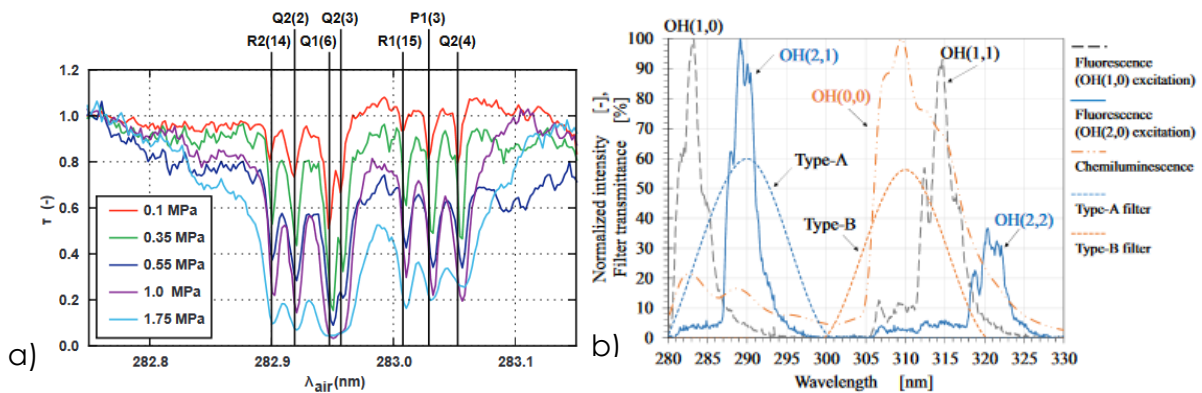 Q2(2) Q2(3) P1(3)
R2(14) Q1(6) R1(15) Q2(4)
1.2
1.0
0.8
0.6
0.4
0.2
0.0
τ (-)
0.1 MPa
0.35 MPa
0.55 MPa
1.0 MPa
1.75 MPa
282.8 282.9 283.0 283.1
λair(nm)
a)
OH(1,0)
OH(2,1)
OH(0,0)
OH(1,1)
OH(2,2)
Type-A
Type-B
100
90
80
70
60
50
40
30
20
10
0
Normalized intensity [-],
Filter transmittance [%]
280 285 290 295 300 305 310 315 320 325 330
Wavelength [nm]
Fluorescence
(OH(1,0) excitation)
Fluorescence
(OH(2,0) excitation)
Chemiluminescence
Type-A filter
Type-B filter
b)